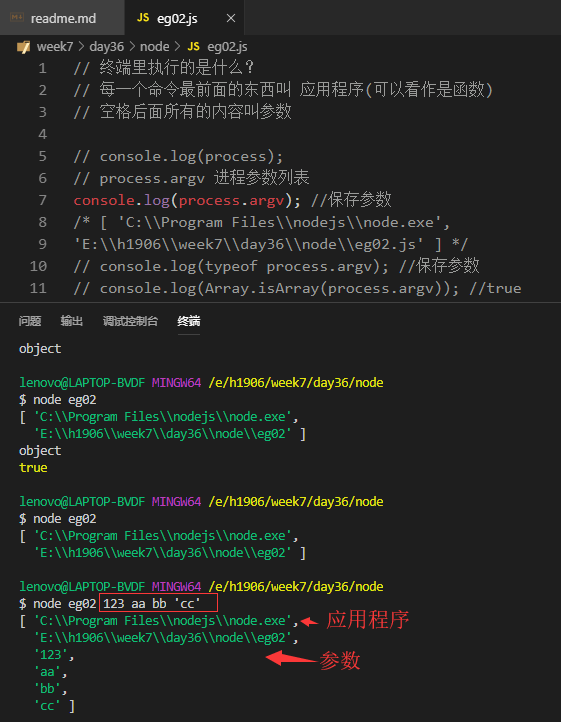 readme.md JS eg02.js ×
week7 > day36 > node > JS eg02.js
1 // 终端里执行的是什么?
2 // 每一个命令最前面的东西叫 应用程序(可以看作是函数)
3 // 空格后面所有的内容叫参数
4
5 // console.log(process);
6 // process.argv 进程参数列表
7 console.log(process.argv); //保存参数
8 /* [ 'C:\\Program Files\\nodejs\\node.exe',
9 'E:\\h1906\\week7\\day36\\node\\eg02.js' ] */
10 // console.log(typeof process.argv); //保存参数
11 // console.log(Array.isArray(process.argv)); //true
问题 输出 调试控制台 终端
object
lenovo@LAPTOP-BVDF MINGW64 /e/h1906/week7/day36/node
$ node eg02
[ 'C:\\Program Files\\nodejs\\node.exe',
'E:\\h1906\\week7\\day36\\node\\eg02' ]
object
true
lenovo@LAPTOP-BVDF MINGW64 /e/h1906/week7/day36/node
$ node eg02
[ 'C:\\Program Files\\nodejs\\node.exe',
'E:\\h1906\\week7\\day36\\node\\eg02' ]
lenovo@LAPTOP-BVDF MINGW64 /e/h1906/week7/day36/node
$ node eg02 123 aa bb 'cc'
[ 'C:\\Program Files\\nodejs\\node.exe', 应用程序
'E:\\h1906\\week7\\day36\\node\\eg02',
'123', 参数
'aa',
'bb',
'cc' ]